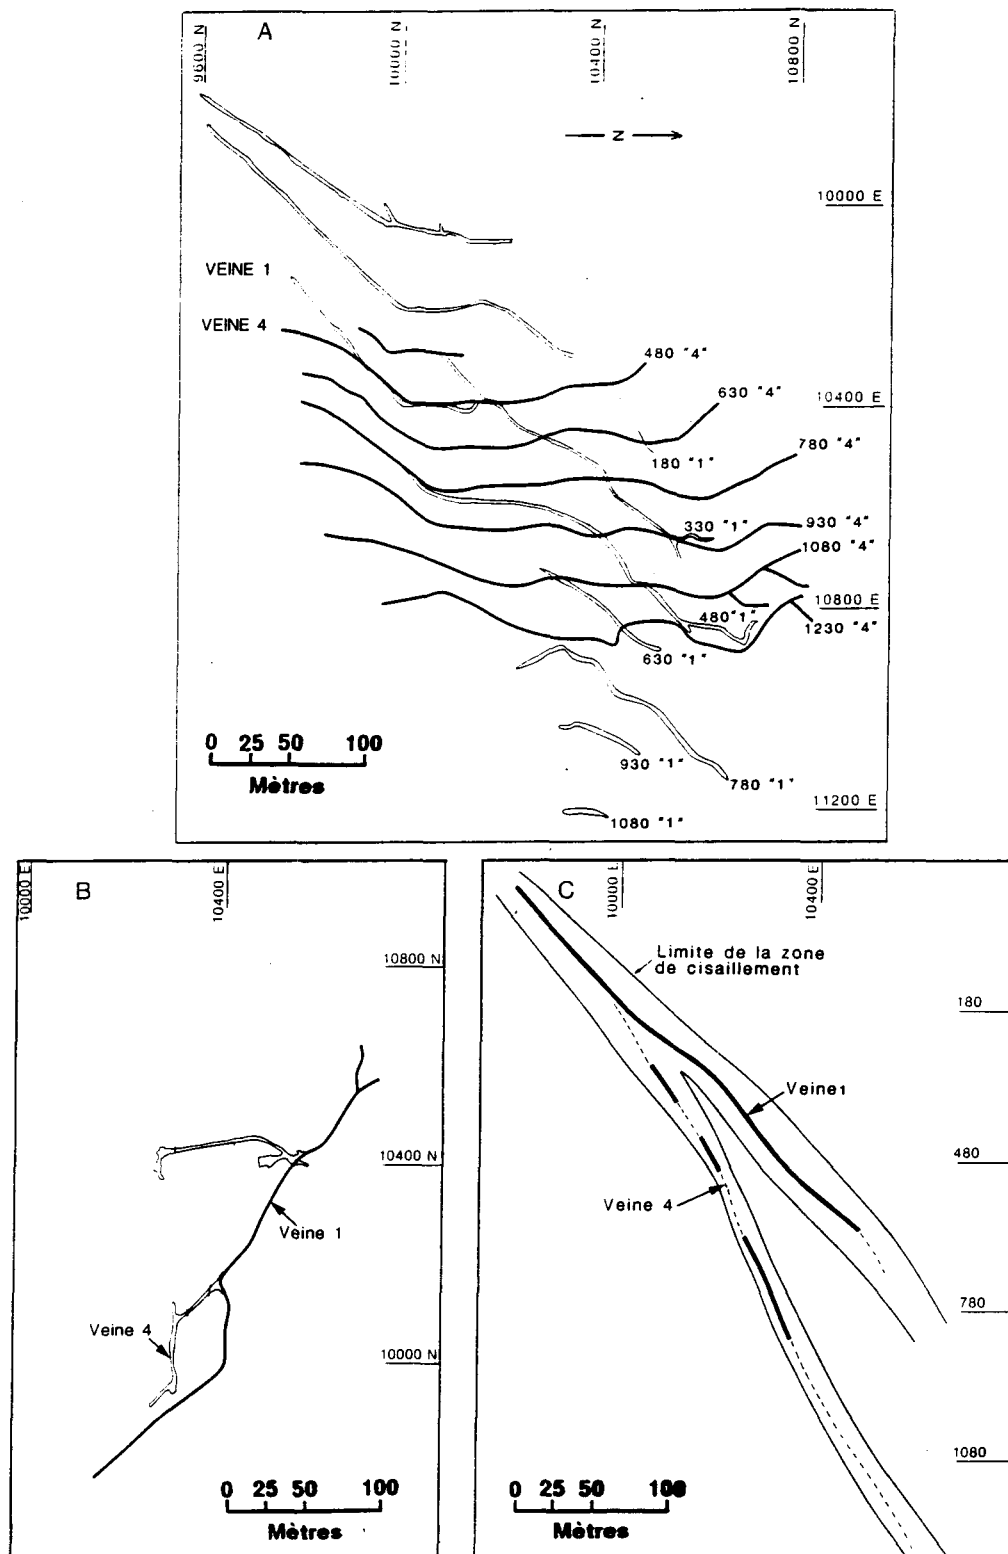 A
9600 N
10000 N
10400 N
10800 N
N
10000 E
VEINE 1
VEINE 4
480 "4"
10400 E
630 "4"
780 "4"
180 "1"
330 "1"
930 "4"
1080 "4"
10800 E
480 "1"
1230 "4"
630 "1"
0 25 50 100
Mètres
930 "1"
780 "1"
11200 E
1080 "1"
B
10000 E
10400 E
10800 N
10400 N
Veine 1
Veine 4
10000 N
0 25 50 100
Mètres
C
10000 E
10400 E
Limite de la zone
de cisaillement
180
Veine 1
480
Veine 4
780
1080
0 25 50 100
Mètres